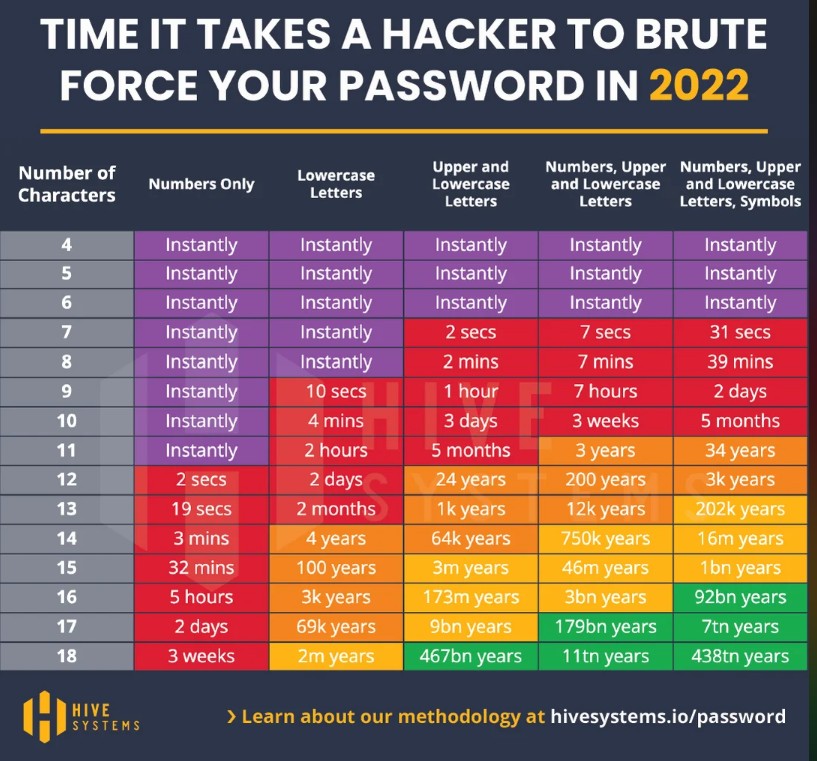 TIME IT TAKES A HACKER TO BRUTE
FORCE YOUR PASSWORD IN 2022
Number of Characters Numbers Only Lowercase Letters Upper and Lowercase Letters Numbers, Upper and Lowercase Letters Numbers, Upper and Lowercase Letters, Symbols
4 Instantly Instantly Instantly Instantly Instantly
5 Instantly Instantly Instantly Instantly Instantly
6 Instantly Instantly Instantly Instantly Instantly
7 Instantly Instantly 2 secs 7 secs 31 secs
8 Instantly Instantly 2 mins 7 mins 39 mins
9 Instantly 10 secs 1 hour 7 hours 2 days
10 Instantly 4 mins 3 days 3 weeks 5 months
11 Instantly 2 hours 5 months 3 years 34 years
12 2 secs 2 days 24 years 200 years 3k years
13 19 secs 2 months 1k years 12k years 202k years
14 3 mins 4 years 64k years 750k years 16m years
15 32 mins 100 years 3m years 46m years 1bn years
16 5 hours 3k years 173m years 3bn years 92bn years
17 2 days 69k years 9bn years 179bn years 7tn years
18 3 weeks 2m years 467bn years 11tn years 438tn years
HIVE
SYSTEMS
HIVE
SYSTEMS
› Learn about our methodology at hivesystems.io/password